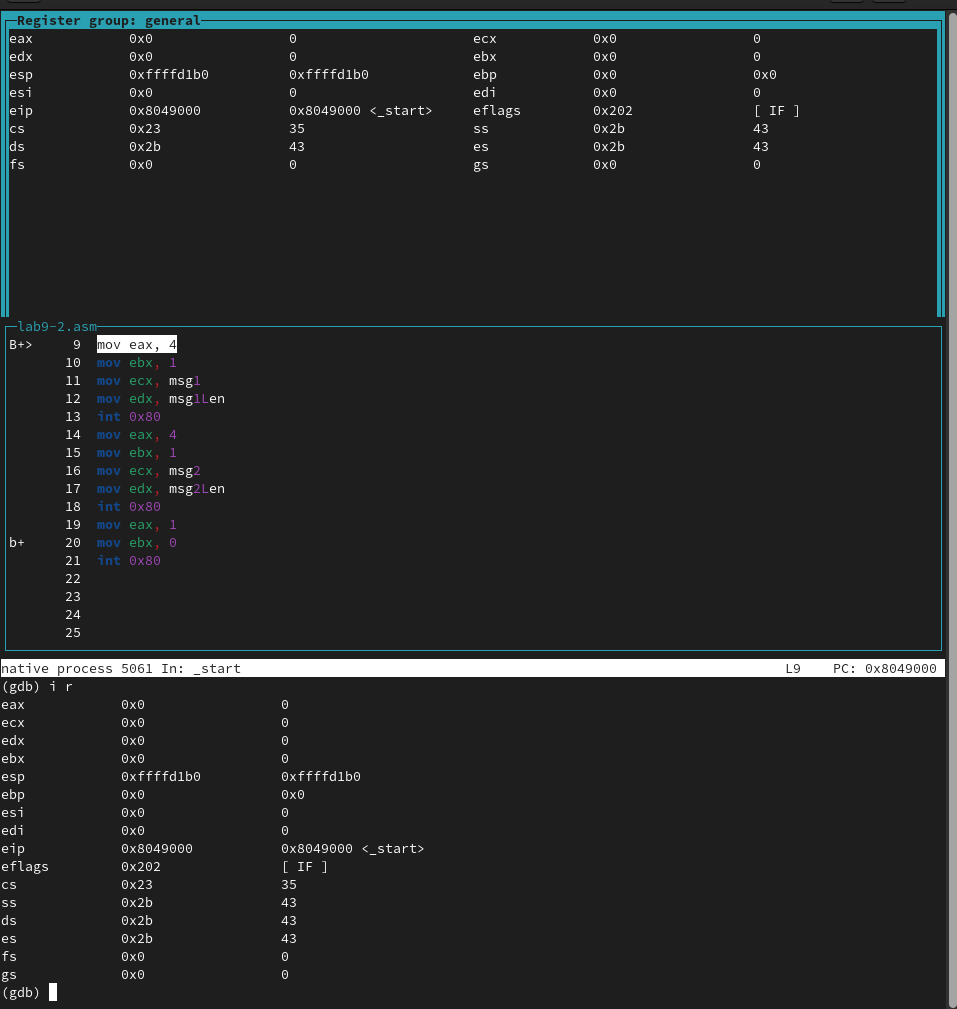 Register group: general
eax 0x0 0 ecx 0x0 0
edx 0x0 0 ebx 0x0 0
esp 0xffffd1b0 0xffffd1b0 ebp 0x0 0x0
esi 0x0 0 edi 0x0 0
eip 0x8049000 0x8049000 <_start> eflags 0x202 [ IF ]
cs 0x23 35 ss 0x2b 43
ds 0x2b 43 es 0x2b 43
fs 0x0 0 gs 0x0 0
lab9-2.asm
B+> 9 mov eax, 4
10 mov ebx, 1
11 mov ecx, msg1
12 mov edx, msg1Len
13 int 0x80
14 mov eax, 4
15 mov ebx, 1
16 mov ecx, msg2
17 mov edx, msg2Len
18 int 0x80
19 mov eax, 1
b+ 20 mov ebx, 0
21 int 0x80
22
23
24
25
native process 5061 In: _start L9 PC: 0x8049000
(gdb) i r
eax 0x0 0
ecx 0x0 0
edx 0x0 0
ebx 0x0 0
esp 0xffffd1b0 0xffffd1b0
ebp 0x0 0x0
esi 0x0 0
edi 0x0 0
eip 0x8049000 0x8049000 <_start>
eflags 0x202 [ IF ]
cs 0x23 35
ss 0x2b 43
ds 0x2b 43
es 0x2b 43
fs 0x0 0
gs 0x0 0
(gdb)